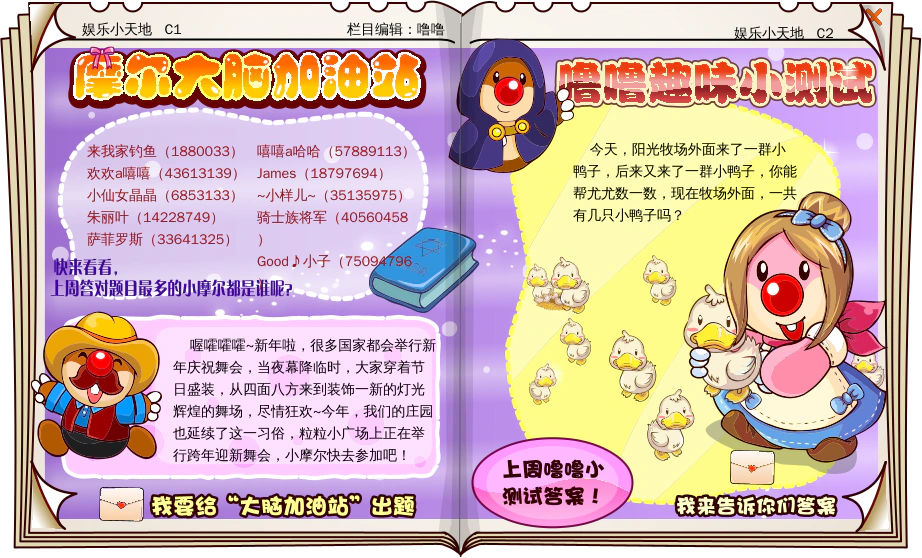 娱乐小天地 C1
栏目编辑：噜噜
摩尔大脑加油站
来我家钓鱼（1880033）
欢欢a嘻嘻（43613139）
小仙女晶晶（6853133）
朱丽叶（14228749）
萨菲罗斯（33641325）
嘻嘻a哈哈（57889113）
James（18797694）
~小样儿~（35135975）
骑士族将军（40560458
）
Good♪小子（75094796
快来看看，
上周答对题目最多的小摩尔都是谁呢?
喔嚯嚯嚯~新年啦，很多国家都会举行新
年庆祝舞会，当夜幕降临时，大家穿着节
日盛装，从四面八方来到装饰一新的灯光
辉煌的舞场，尽情狂欢~今年，我们的庄园
也延续了这一习俗，粒粒小广场上正在举
行跨年迎新舞会，小摩尔快去参加吧！
我要给“大脑加油站”出题
娱乐小天地 C2
噜噜趣味小测试
今天，阳光牧场外面来了一群小
鸭子，后来又来了一群小鸭子，你能
帮尤尤数一数，现在牧场外面，一共
有几只小鸭子吗？
上周噜噜小
测试答案！
我来告诉你们答案